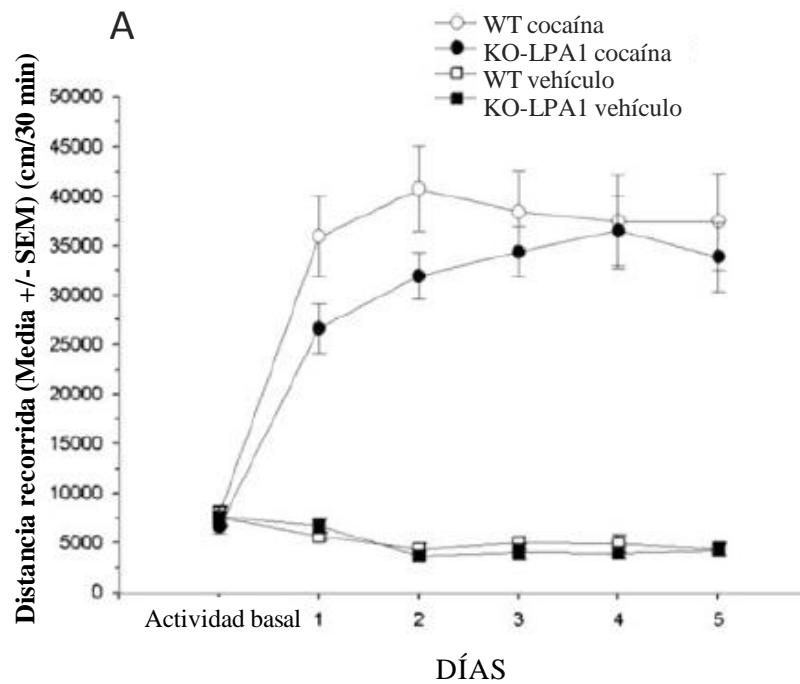 A
WT cocaína
KO-LPA1 cocaína
WT vehículo
KO-LPA1 vehículo
Distancia recorrida (Media +/- SEM) (cm/30 min)
50000
45000
40000
35000
30000
25000
20000
15000
10000
5000
0
Actividad basal 1 2 3 4 5
DÍAS